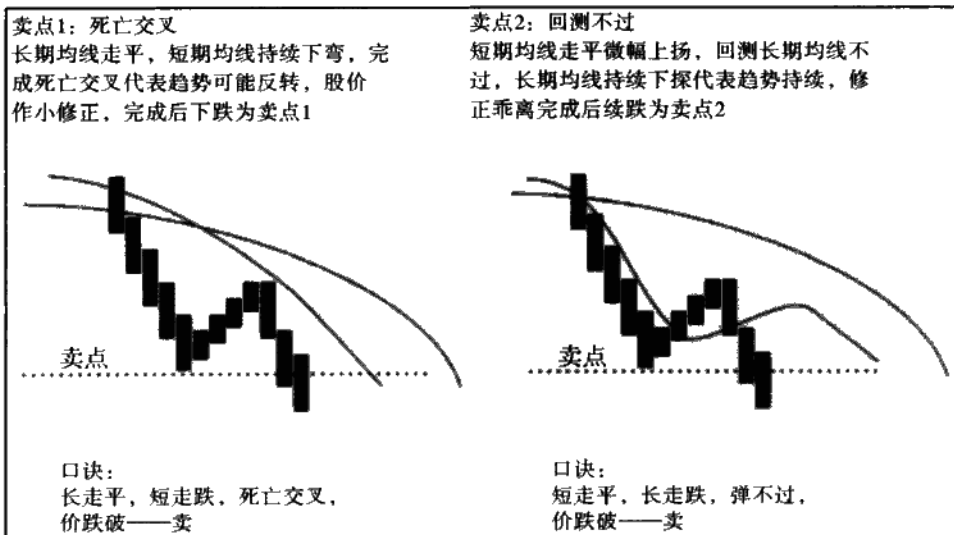 卖点1：死亡交叉
长期均线走平，短期均线持续下弯，完
成死亡交叉代表趋势可能反转，股价
作小修正，完成后下跌为卖点1
卖点
口诀：
长走平，短走跌，死亡交叉，
价跌破——卖
卖点2：回测不过
短期均线走平微幅上扬，回测长期均线不
过，长期均线持续下探代表趋势持续，修
正乖离完成后续跌为卖点2
卖点
口诀：
短走平，长走跌，弹不过，
价跌破——卖